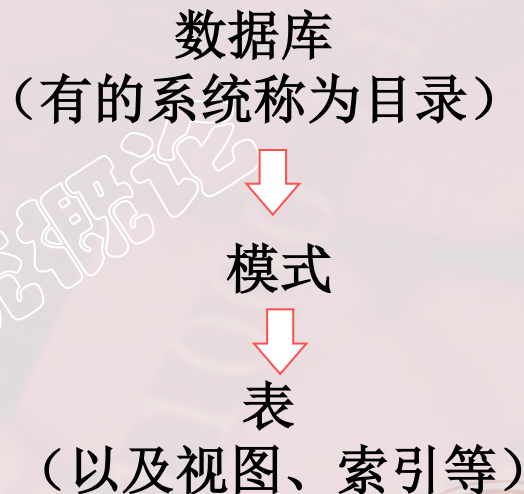 数据库
（有的系统称为目录）
模式
表
（以及视图、索引等）